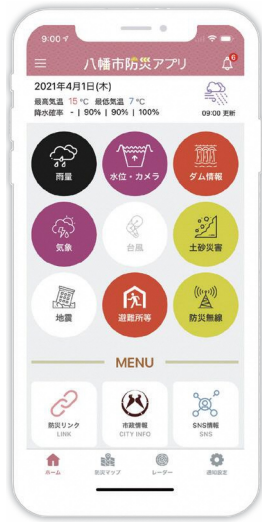 9:00
八幡市防災アプリ
6
2021年4月1日(木)
最高気温 15 ℃ 最低気温 7 ℃
降水確率 - | 90% | 90% | 100%
09:00 更新
雨量
水位・カメラ
ダム情報
気象
台風
土砂災害
地震
避難所等
防災無線
MENU
防災リンク
LINK
市政情報
CITY INFO
SNS情報
SNS
ホーム
防災マップ
レーダー
通知設定